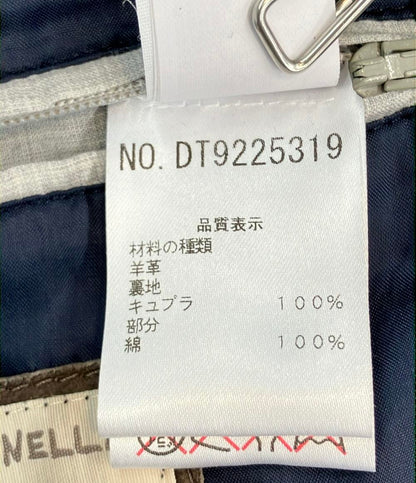 NO. DT9225319
品質表示
材料の種類
羊革
裏地
キュプラ 100%
部分
綿 100%
NELL